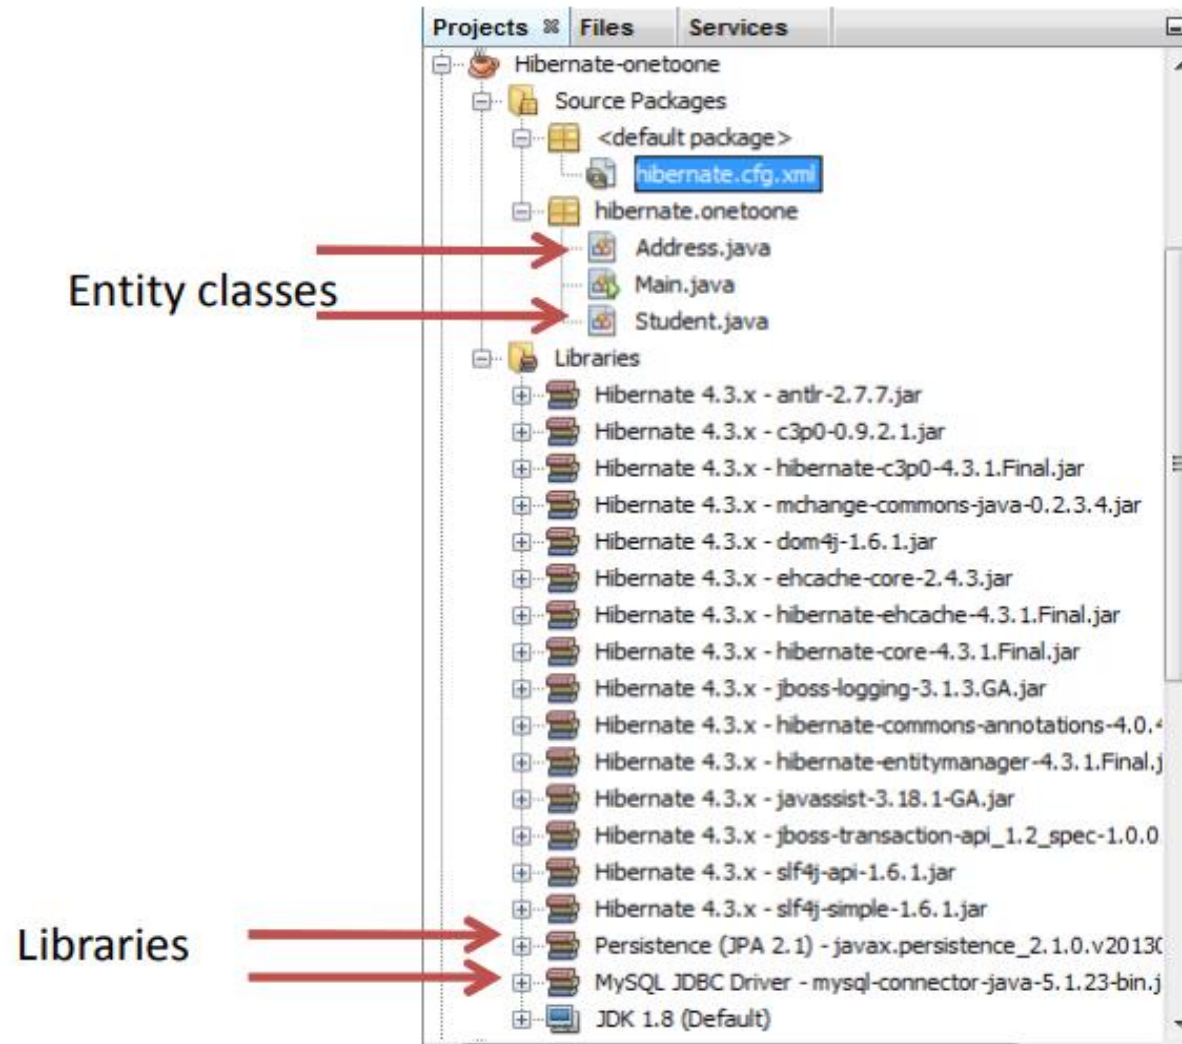 Projects Files Services
Hibernate-onetoone
Source Packages
<default package>
hibernate.cfg.xml
hibernate.onetoone
Address.java
Entity classes
Main.java
Student.java
Libraries
Hibernate 4.3.x - antlr-2.7.7.jar
Hibernate 4.3.x - c3p0-0.9.2.1.jar
Hibernate 4.3.x - hibernate-c3p0-4.3.1.Final.jar
Hibernate 4.3.x - mchange-commons-java-0.2.3.4.jar
Hibernate 4.3.x - dom4j-1.6.1.jar
Hibernate 4.3.x - ehcache-core-2.4.3.jar
Hibernate 4.3.x - hibernate-ehcache-4.3.1.Final.jar
Hibernate 4.3.x - hibernate-core-4.3.1.Final.jar
Hibernate 4.3.x - jboss-logging-3.1.3.GA.jar
Hibernate 4.3.x - hibernate-commons-annotations-4.0.4
Hibernate 4.3.x - hibernate-entitymanager-4.3.1.Final.j
Hibernate 4.3.x - javassist-3.18.1-GA.jar
Hibernate 4.3.x - jboss-transaction-api_1.2_spec-1.0.0
Hibernate 4.3.x - slf4j-api-1.6.1.jar
Hibernate 4.3.x - slf4j-simple-1.6.1.jar
Libraries
Persistence (JPA 2.1) - javax.persistence_2.1.0.v20130
MySQL JDBC Driver - mysql-connector-java-5.1.23-bin.j
JDK 1.8 (Default)